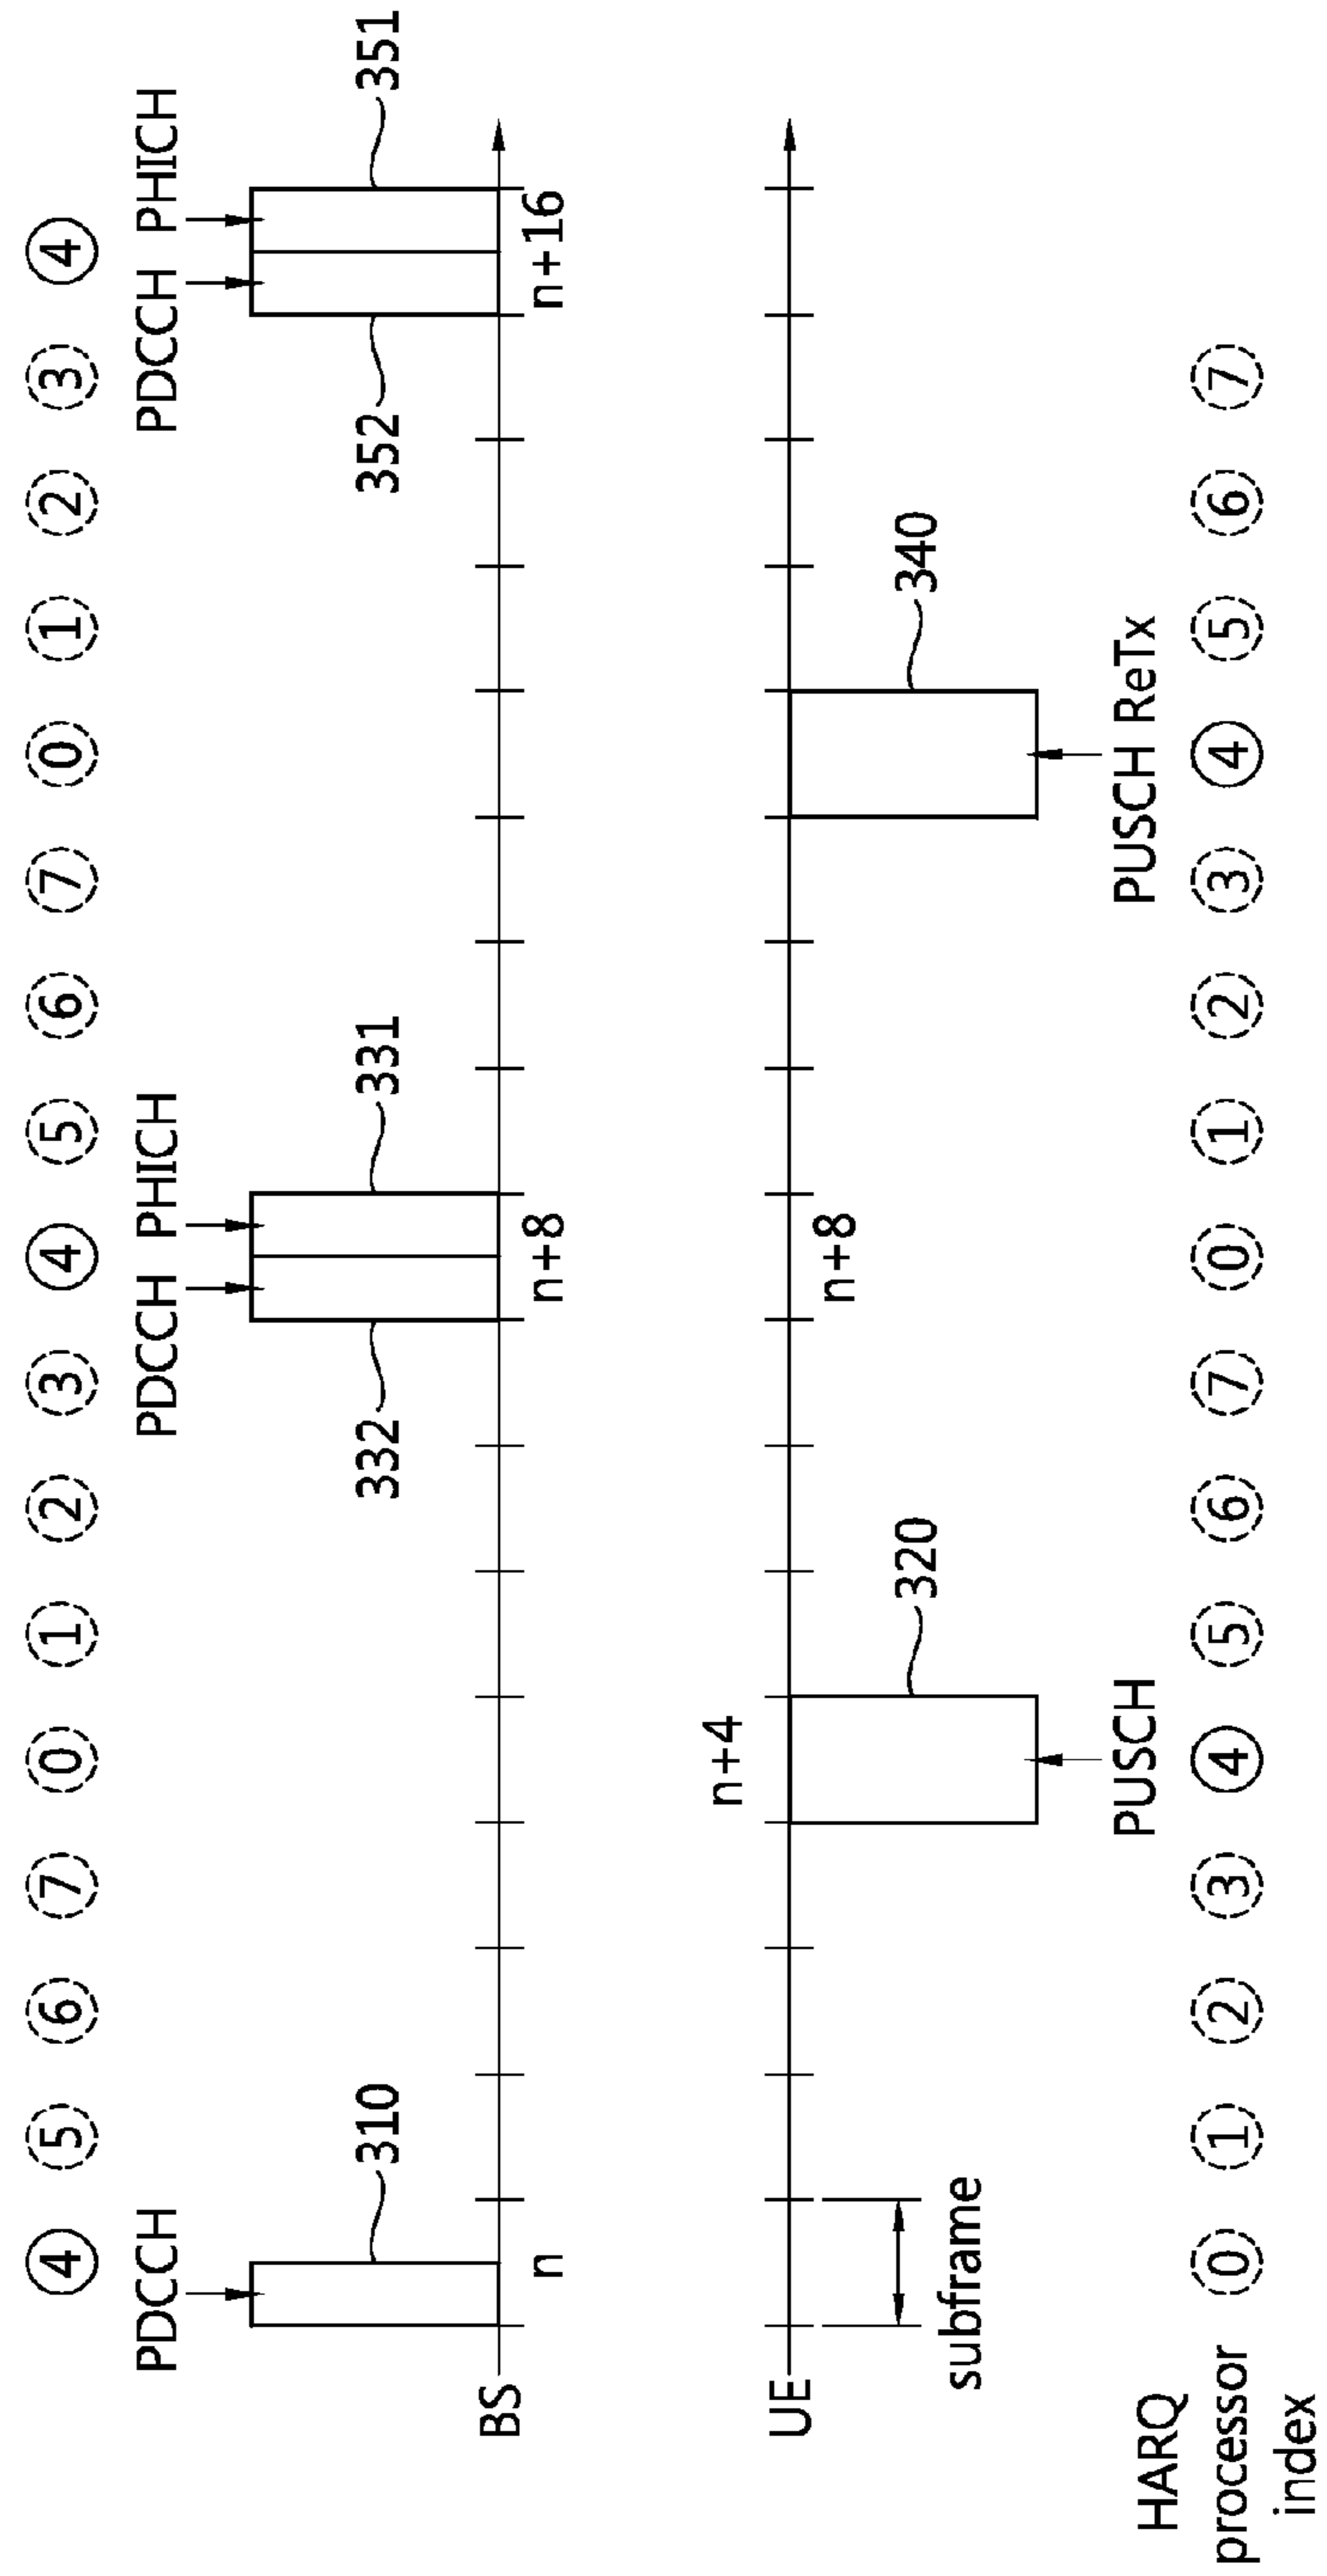 ④ ⑤ ⑥ ⑦ ⓪ ① ② ③ ④ ⑤ ⑥ ⑦ ⓪ ① ② ③ ④
PDCCH PDCCH PHICH PDCCH PHICH
310 332 331 352 351
BS
n n+8 n+16
n+4
UE
n+8
320 340
subframe
PUSCH PUSCH ReTx
HARQ
processor ⓪ ① ② ③ ④ ⑤ ⑥ ⑦ ⓪ ① ② ③ ④ ⑤ ⑥ ⑦
index